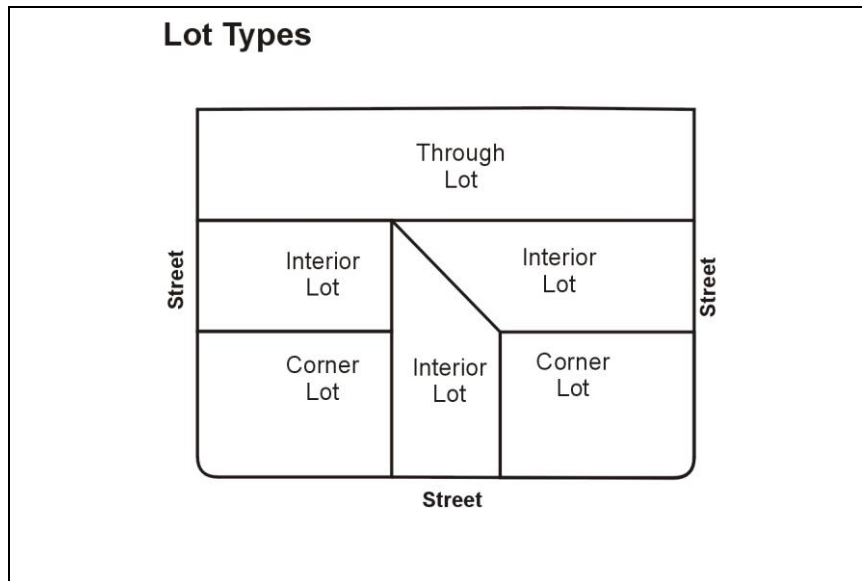 Lot Types
Through
Lot
Interior
Lot
Interior
Lot
Street
Street
Corner
Lot
Interior
Lot
Corner
Lot
Street